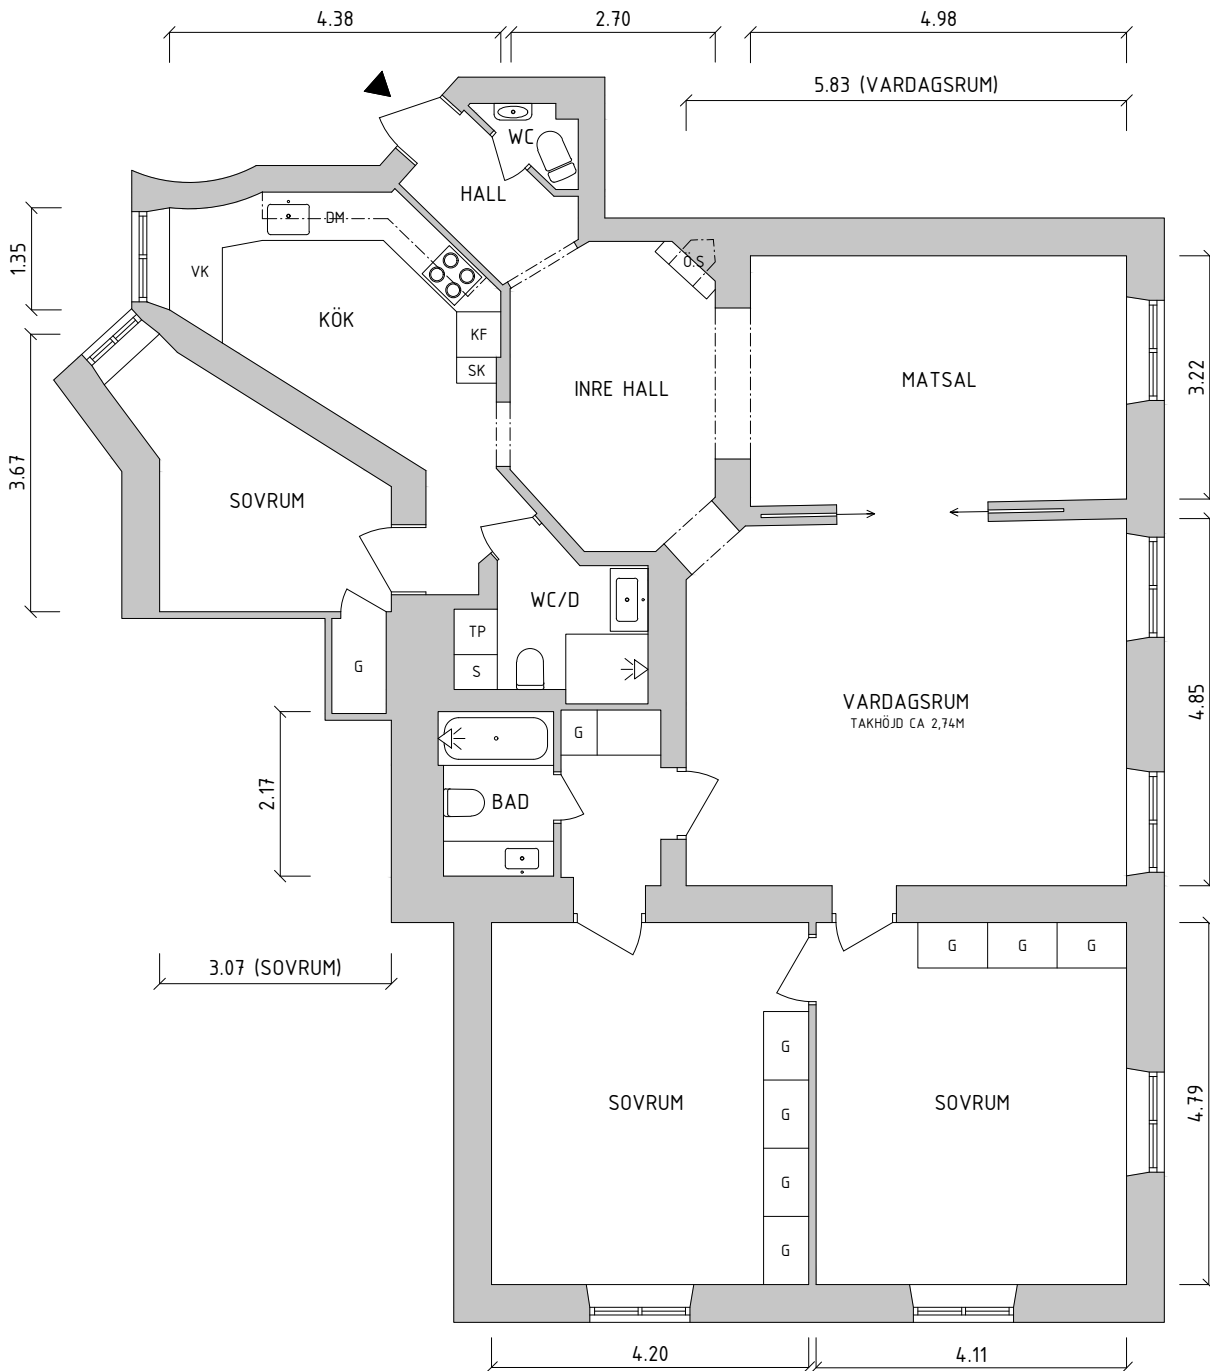 4.38
2.70
4.98
5.83 (VARDAGSRUM)
WC
HALL
DM
1.35
VK
Ö.S
KÖK
KF
SK
INRE HALL
MATSAL
3.22
3.67
SOVRUM
WC/D
TP
S
G
VARDAGSRUM
TAKHÖJD CA 2,74M
4.85
G
2.17
BAD
3.07 (SOVRUM)
G
G
G
G
G
G
G
SOVRUM
SOVRUM
4.79
4.20
4.11